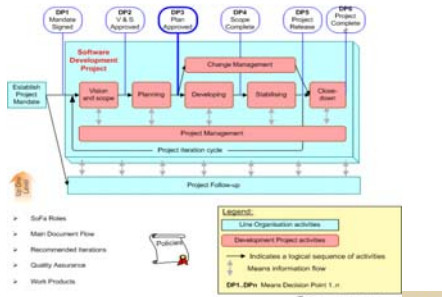 DP1
Mandate
Signed
DP2
V & S
Approved
DP3
Plan
Approved
DP4
Scope
Complete
DP5
Project
Release
DP6
Project
Complete
Software
Development
Project
Change Management
Establish
Project
Mandate
Vision
and scope
Planning
Developing
Stabilising
Close-
down
Project Management
Project iteration cycle
Project Follow-up
Level
SoFa Roles
Main Document Flow
Recommended Iterations
Quality Assurance
Work Products
Policies
Legend:
Line Organisation activities
Development Project activities
Indicates a logical sequence of activities
Means information flow
DP1..DPn Means Decision Point 1..n